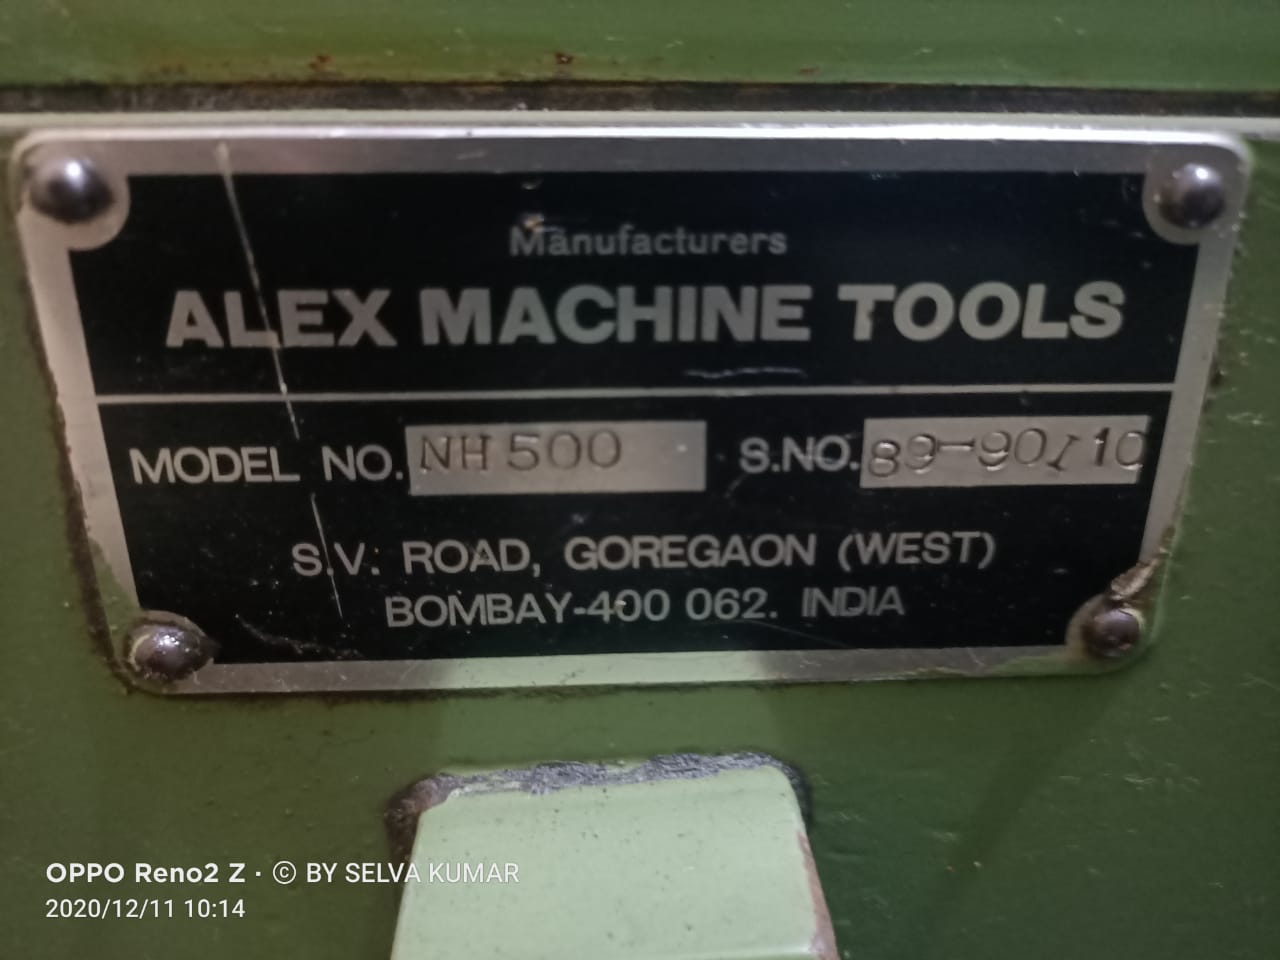 Manufacturers
ALEX MACHINE TOOLS
MODEL NO. NH 500 S.NO. 89-90/10
S.V. ROAD, GOREGAON (WEST)
BOMBAY-400 062. INDIA
OPPO Reno2 Z · © BY SELVA KUMAR
2020/12/11 10:14